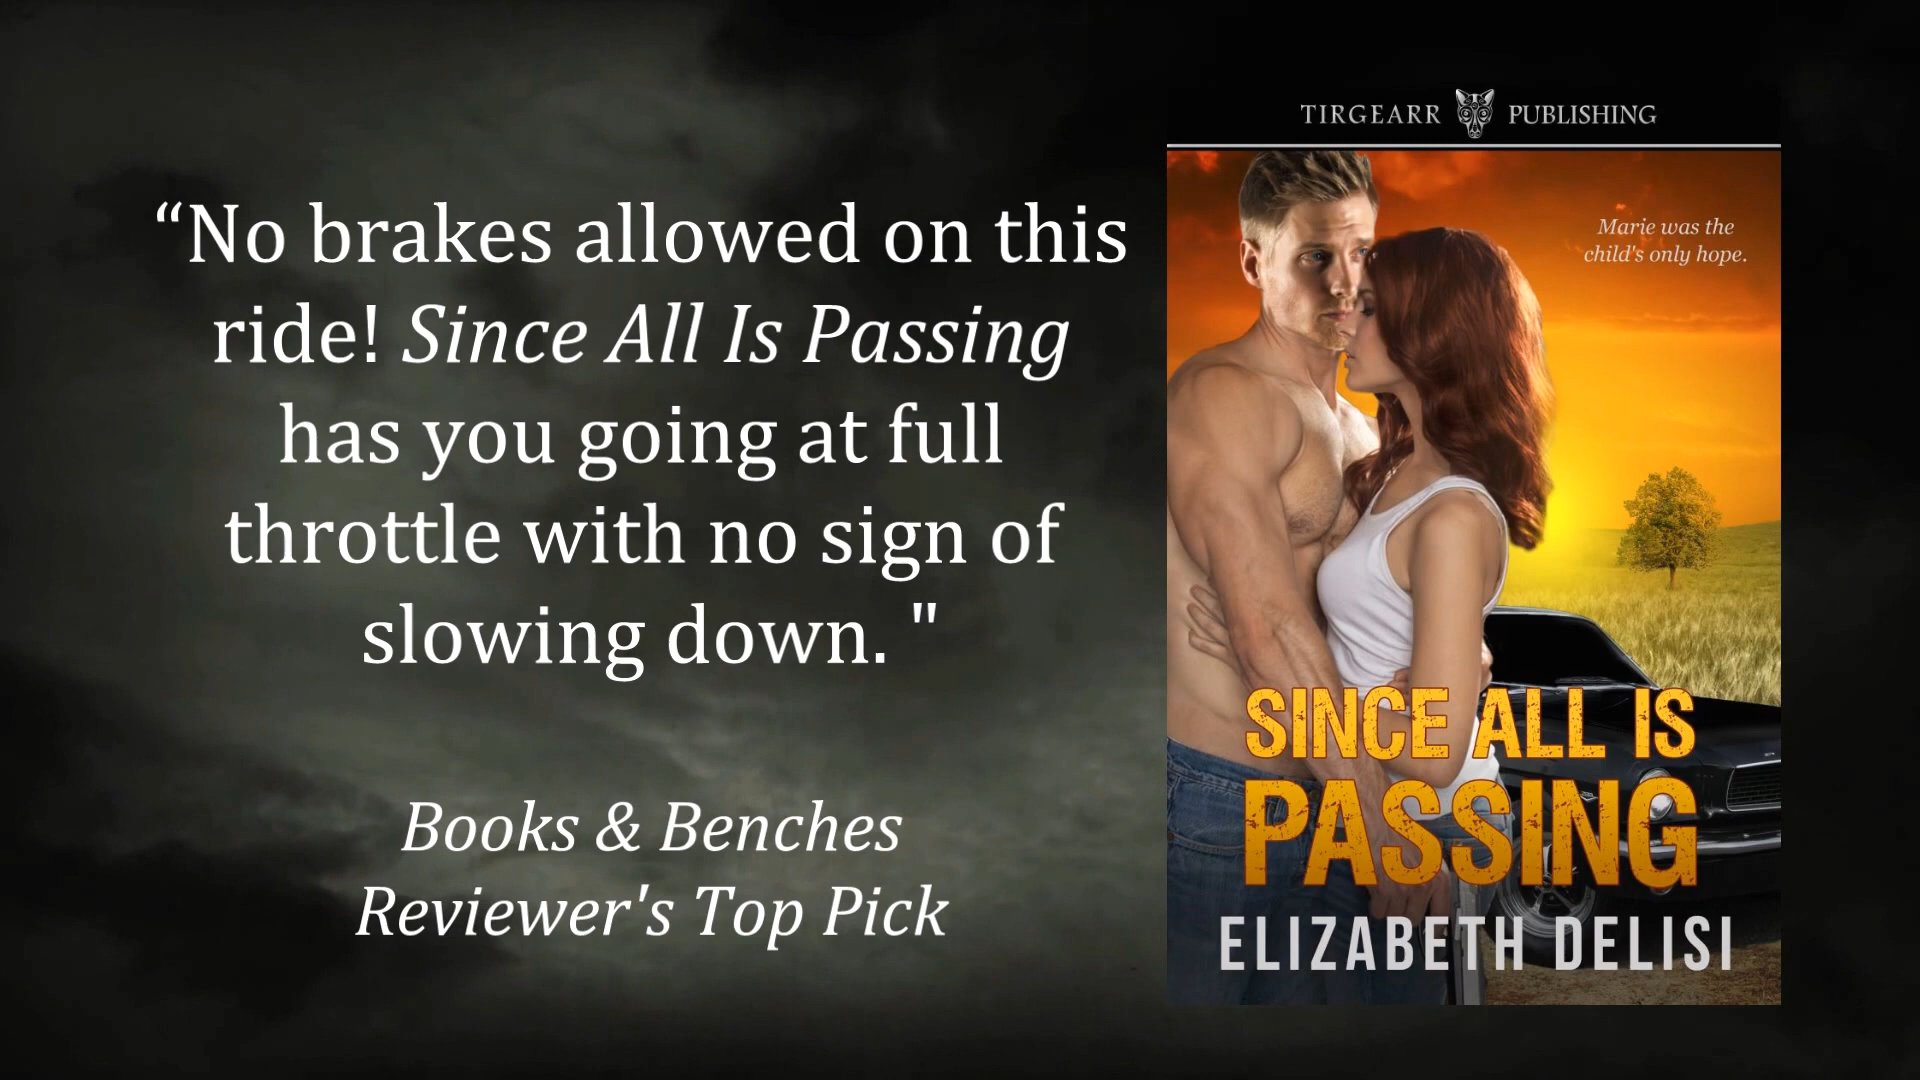 “No brakes allowed on this
ride! Since All Is Passing
has you going at full
throttle with no sign of
slowing down. "
Books & Benches
Reviewer's Top Pick
TIRGEARR PUBLISHING
Marie was the
child's only hope.
SINCE ALL IS
PASSING
ELIZABETH DELISI